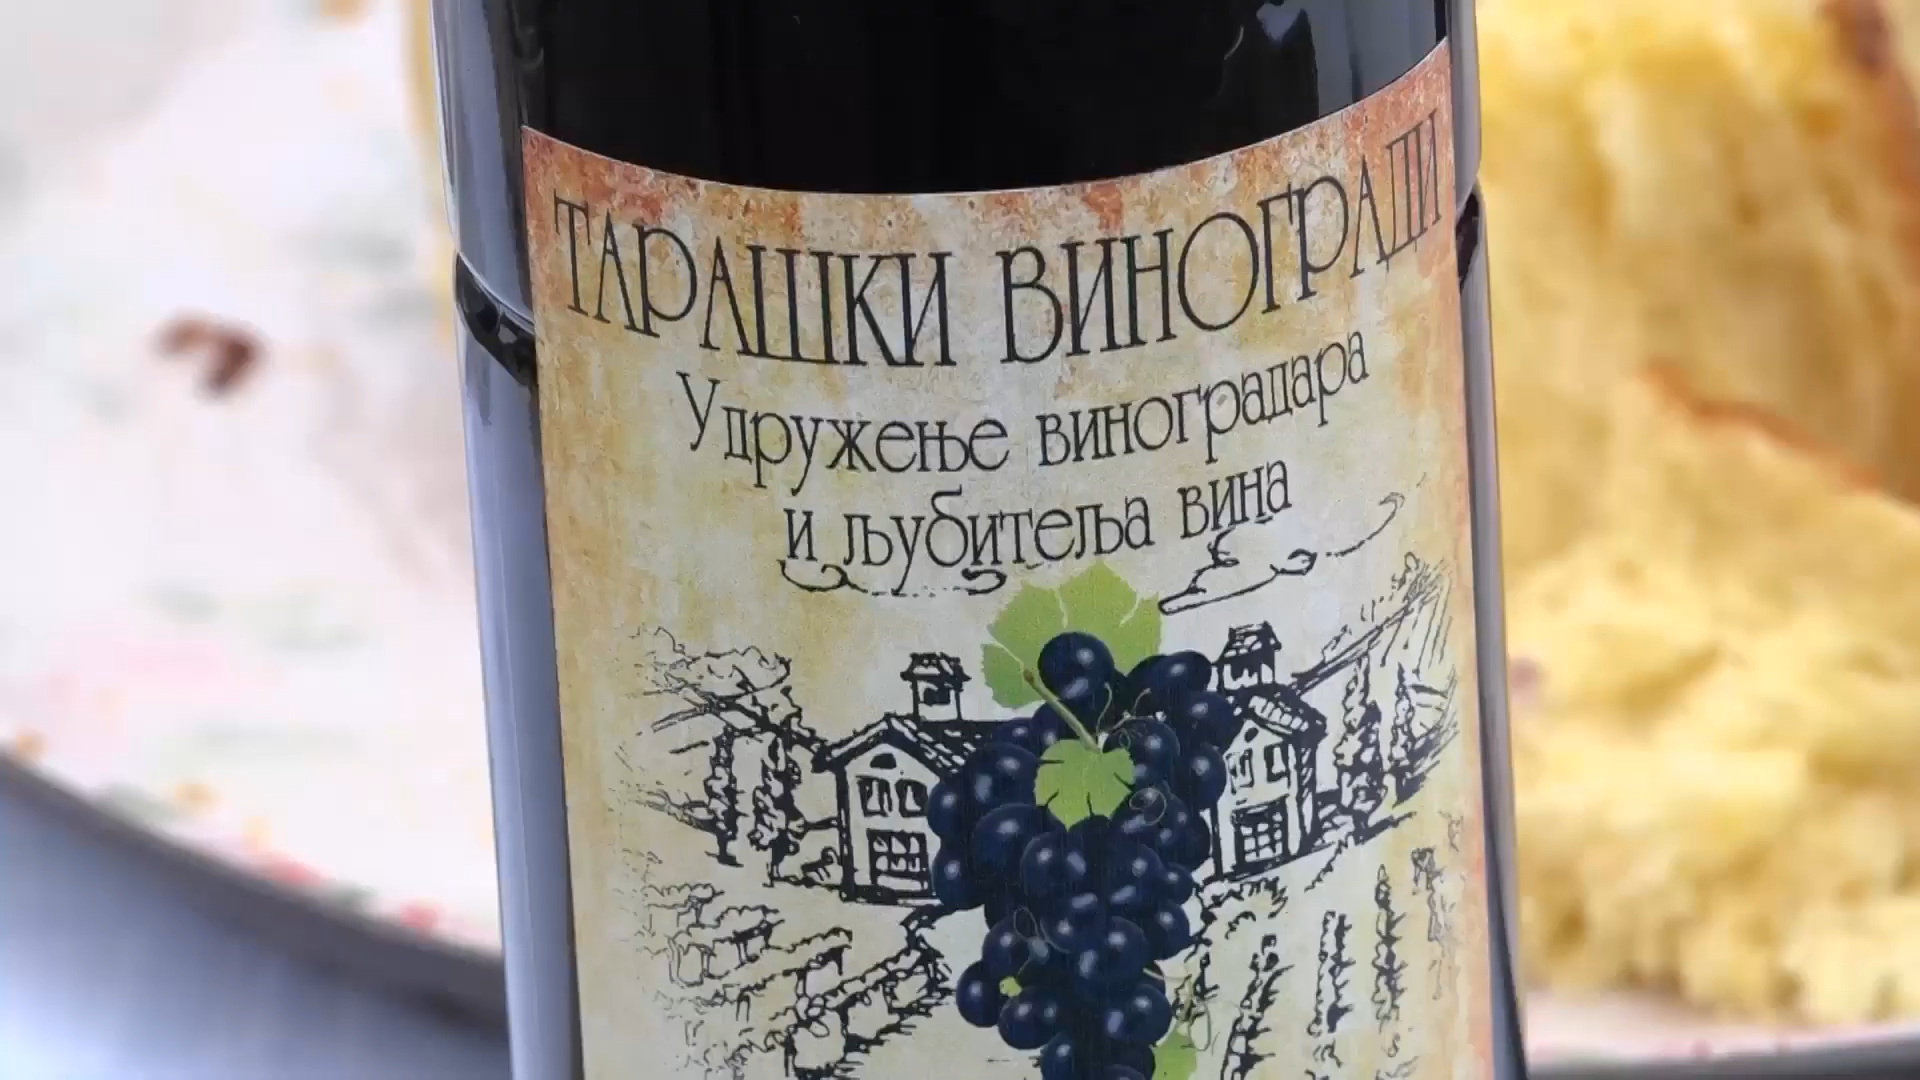 ТАРАШКИ ВИНОГРАДИ
Удружење виноградара
и љубитеља вина